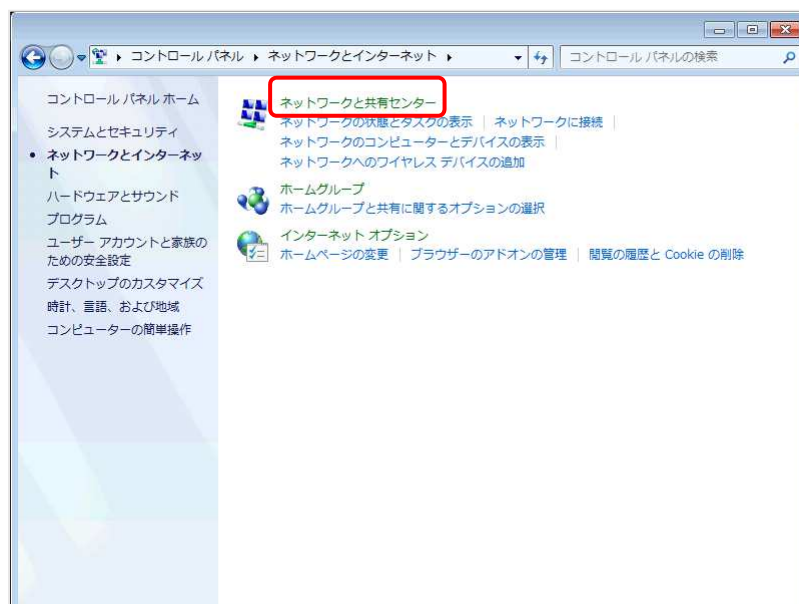 コントロール パネル ▸ ネットワークとインターネット ▸
コントロール パネルの検索
コントロール パネル ホーム
システムとセキュリティ
• ネットワークとインターネッ
ト
ハードウェアとサウンド
プログラム
ユーザー アカウントと家族の
ための安全設定
デスクトップのカスタマイズ
時計、言語、および地域
コンピューターの簡単操作
ネットワークと共有センター
ネットワークの状態とタスクの表示 | ネットワークに接続 |
ネットワークのコンピューターとデバイスの表示 |
ネットワークへのワイヤレス デバイスの追加
ホームグループ
ホームグループと共有に関するオプションの選択
インターネット オプション
ホームページの変更 | ブラウザーのアドオンの管理 | 閲覧の履歴と Cookie の削除